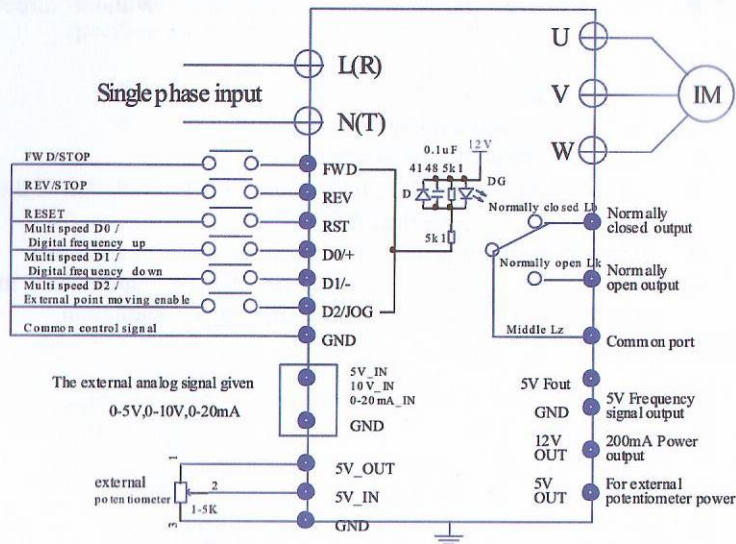 Single phase input
L(R)
N(T)
FWD/STOP
FWD
REV/STOP
REV
RESET
RST
Multi speed D0 /
Digital frequency up
D0/+
Multi speed D1 /
Digital frequency down
D1/-
Multi speed D2 /
External point moving enable
D2/JOG
Common control signal
GND
0.1uF
12V
4148 5k1
D
DG
5k1
The external analog signal given
0-5V,0-10V,0-20mA
5V_IN
10V_IN
0-20mA_IN
GND
external
potentiometer
1
2
3
1-5K
5V_OUT
5V_IN
GND
U
V
W
IM
Normally closed Lb
Normally
closed output
Normally open Lk
Normally
open output
Middle Lz
Common port
5V Fout
GND
5V Frequency
signal output
12V
OUT
200mA Power
output
5V
OUT
For external
potentiometer power